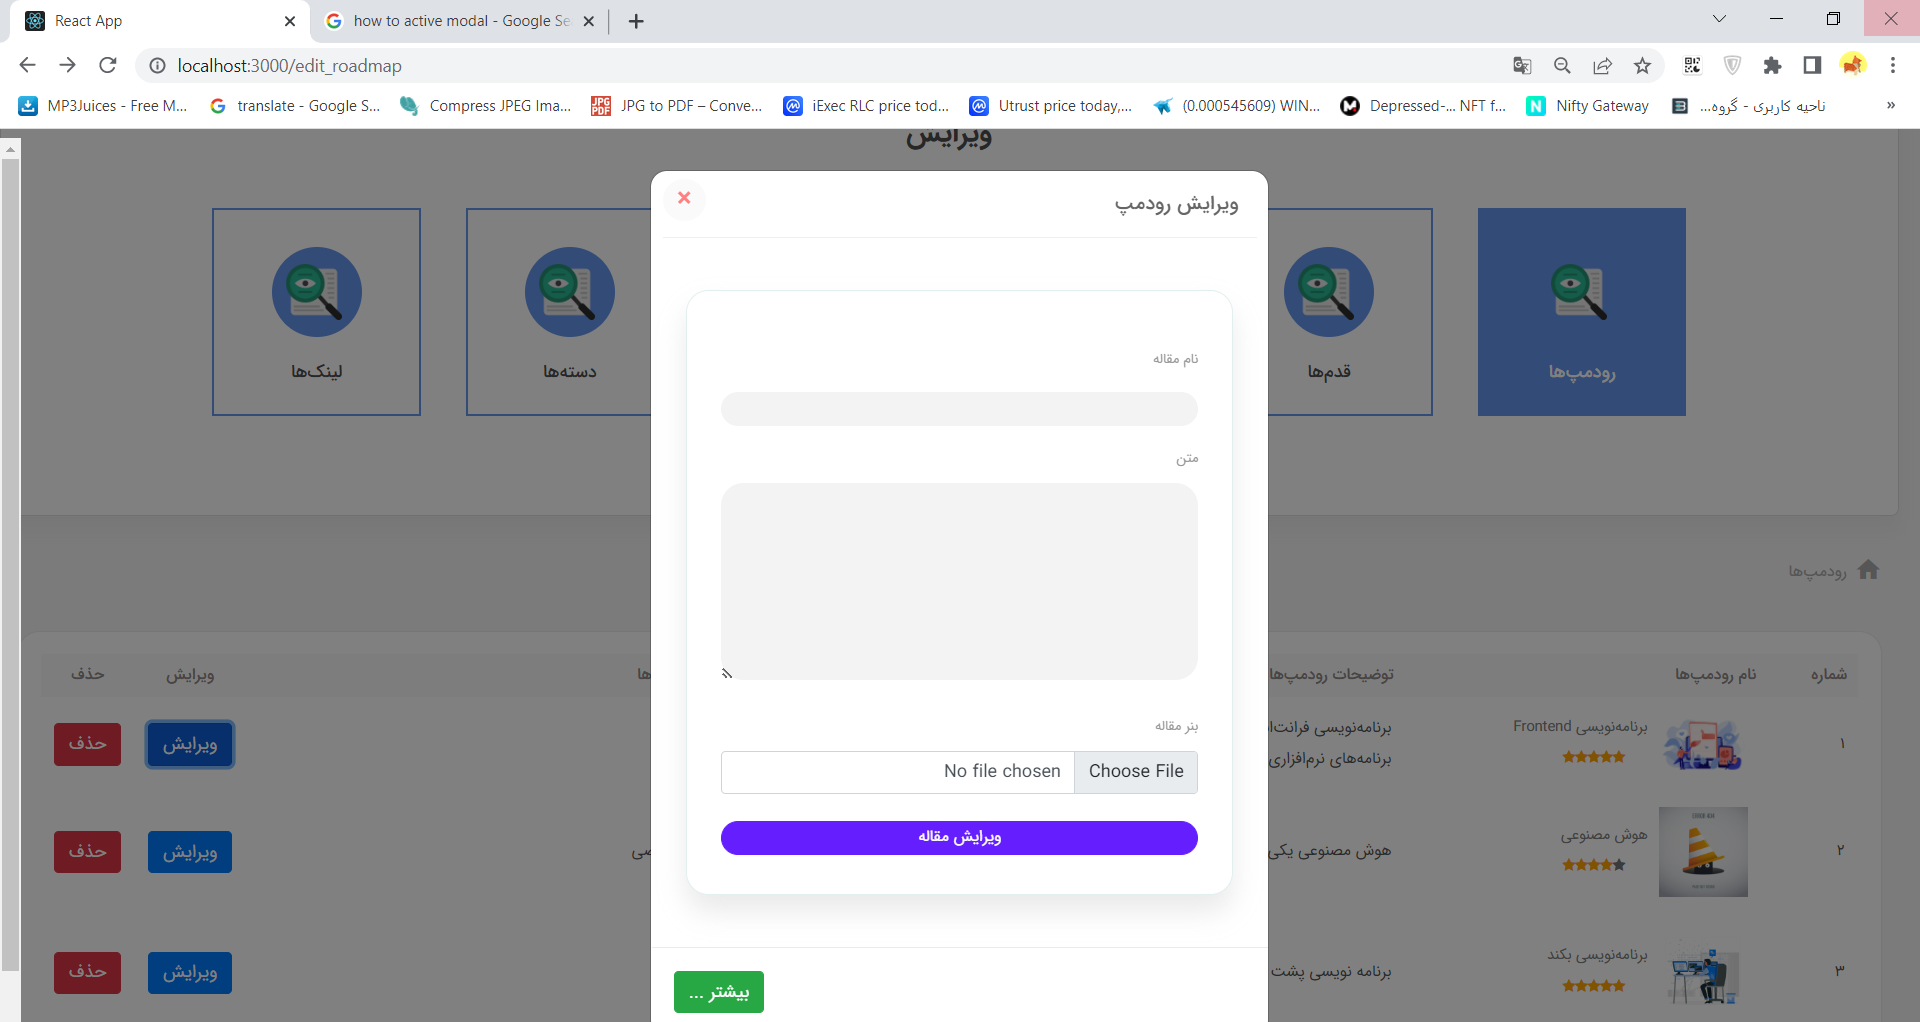 React App
how to active modal - Google Se
localhost:3000/edit_roadmap
MP3Juices - Free M...
translate - Google S...
Compress JPEG Ima...
JPG to PDF – Conve...
iExec RLC price tod...
Utrust price today,...
(0.000545609) WIN...
Depressed-... NFT f...
Nifty Gateway
ناحیه کاربری - گروه...
»
ویرایش
ویرایش رودمپ
رودمپ‌ها
قدم‌ها
دسته‌ها
لینک‌ها
نام مقاله
متن
بنر مقاله
Choose File No file chosen
ویرایش مقاله
بیشتر ...
رودمپ‌ها
شماره نام رودمپ‌ها توضیحات رودمپ‌ها ها ویرایش حذف
۱ برنامه‌نویسی Frontend برنامه‌نویسی فرانت‌ا ویرایش حذف
برنامه‌های نرم‌افزاری
۲ هوش مصنوعی هوش مصنوعی یکی صی ویرایش حذف
۳ برنامه‌نویسی بکند برنامه نویسی پشت ویرایش حذف